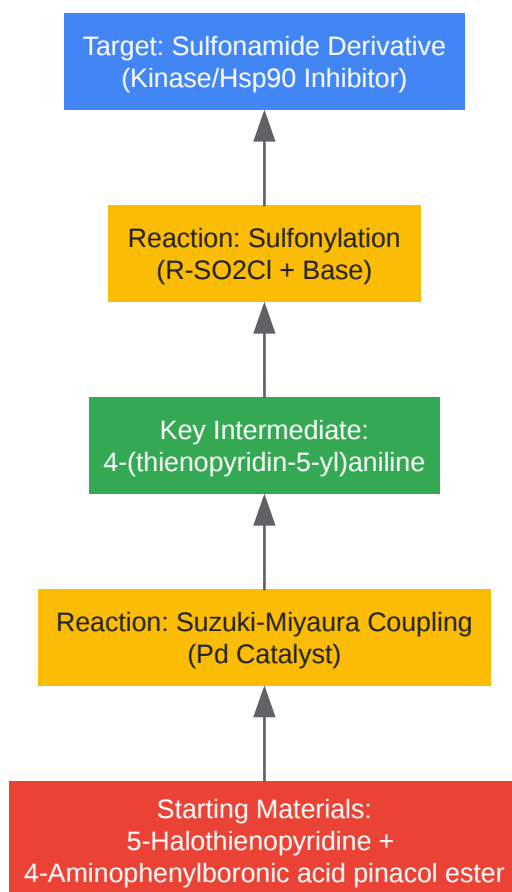 Target: Sulfonamide Derivative
(Kinase/Hsp90 Inhibitor)
Reaction: Sulfonylation
(R-SO2Cl + Base)
Key Intermediate:
4-(thienopyridin-5-yl)aniline
Reaction: Suzuki-Miyaura Coupling
(Pd Catalyst)
Starting Materials:
5-Halothienopyridine +
4-Aminophenylboronic acid pinacol ester